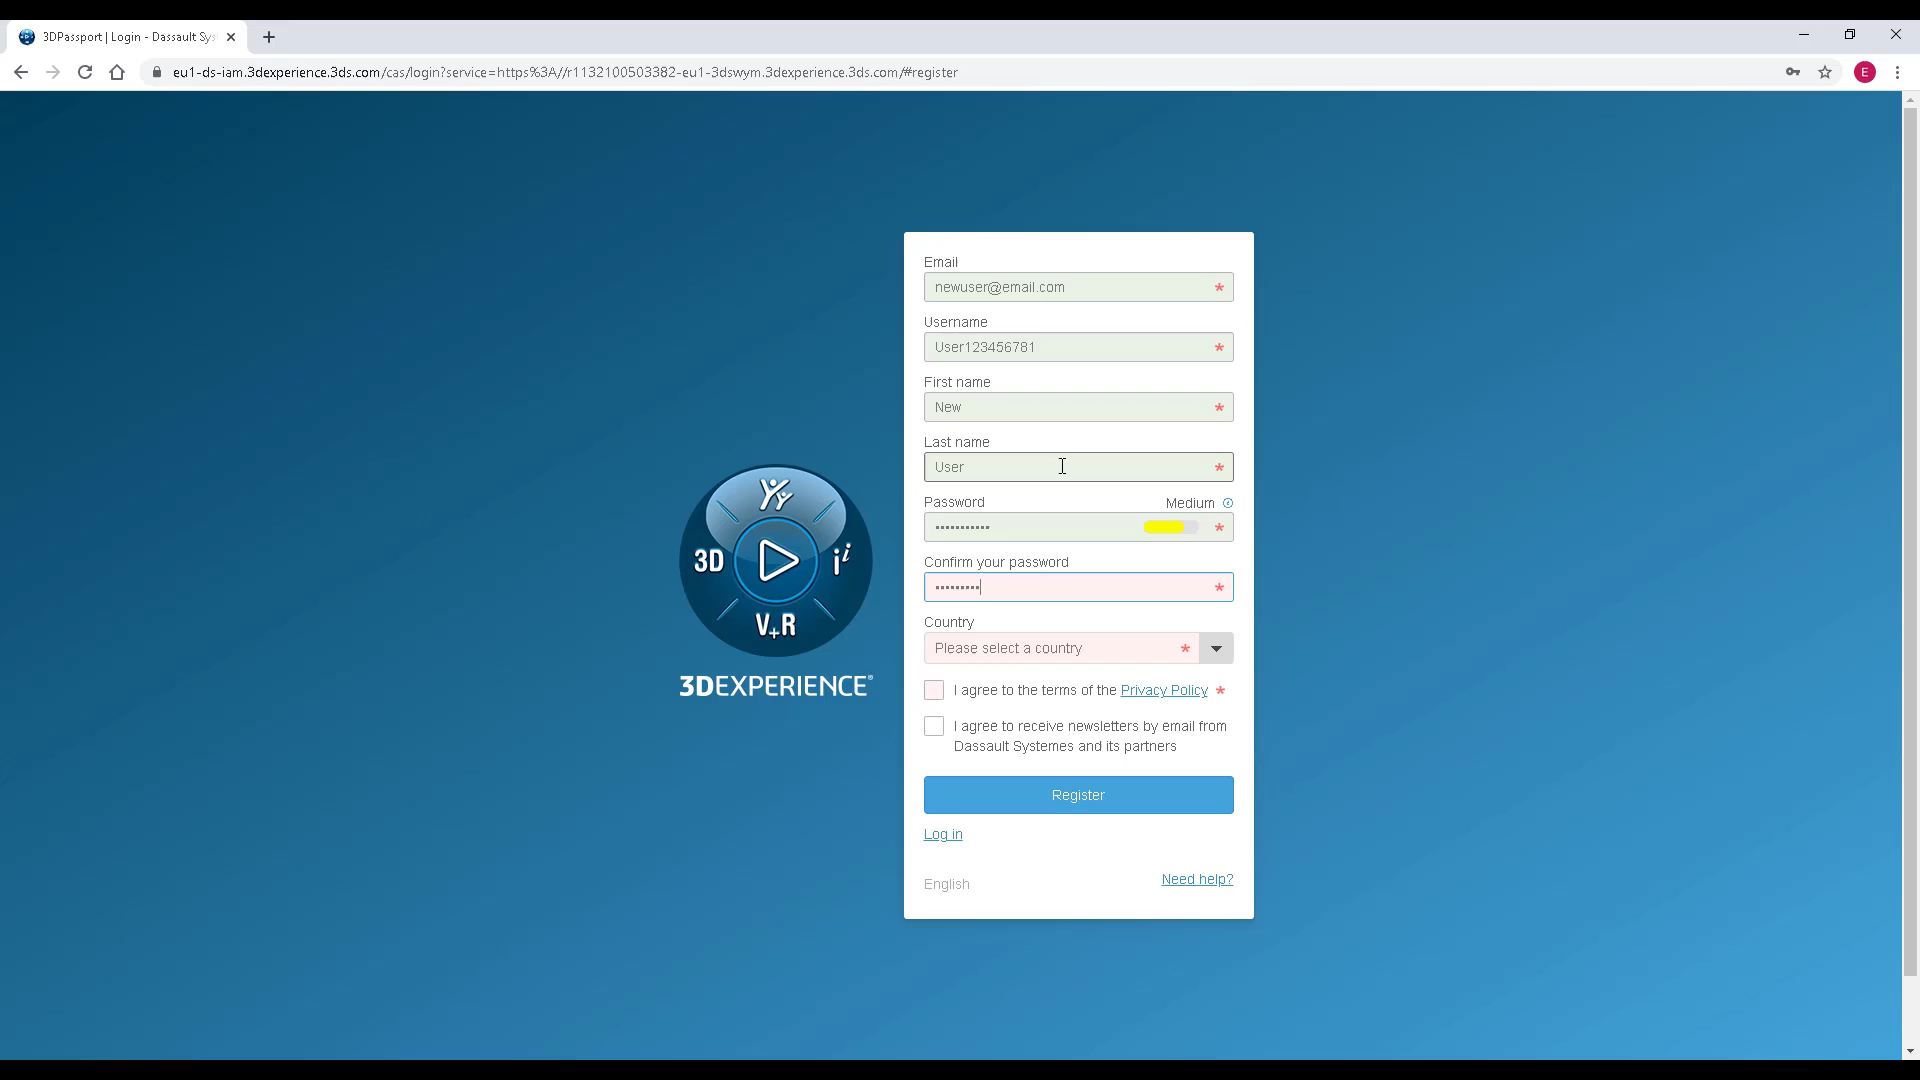 3DPassport | Login - Dassault Sys
eu1-ds-iam.3dexperience.3ds.com/cas/login?service=https%3A//r1132100503382-eu1-3dswym.3dexperience.3ds.com/#register
E
Email
newuser@email.com *
Username
User123456781 *
First name
New *
Last name
User *
Password Medium
*
Confirm your password
*
Country
Please select a country *
I agree to the terms of the Privacy Policy *
I agree to receive newsletters by email from
Dassault Systemes and its partners
Register
Log in
English
Need help?
3D
i i
V+R
3DEXPERIENCE®